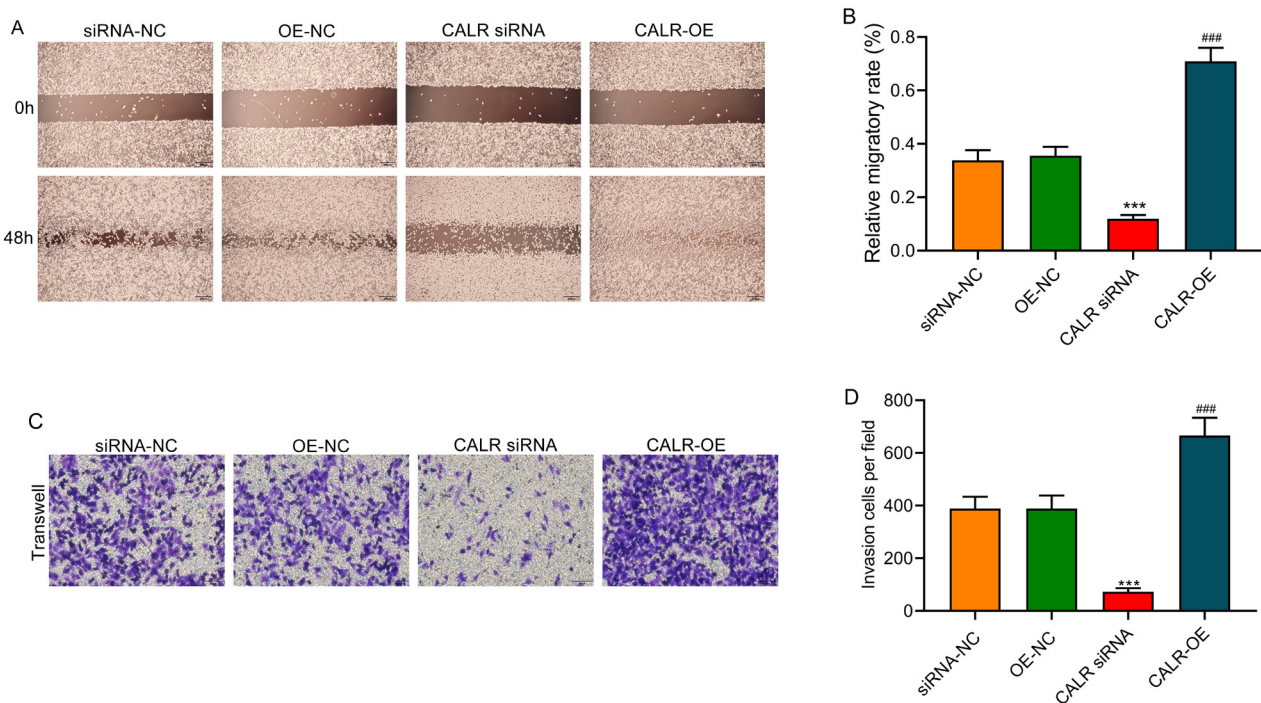 A
siRNA-NC
OE-NC
CALR siRNA
CALR-OE
0h
48h
B
Relative migratory rate (%)
0.8
0.6
0.4
0.2
0.0
***
###
siRNA-NC
OE-NC
CALR siRNA
CALR-OE
C
siRNA-NC
OE-NC
CALR siRNA
CALR-OE
Transwell
D
Invasion cells per field
800
600
400
200
0
***
###
siRNA-NC
OE-NC
CALR siRNA
CALR-OE